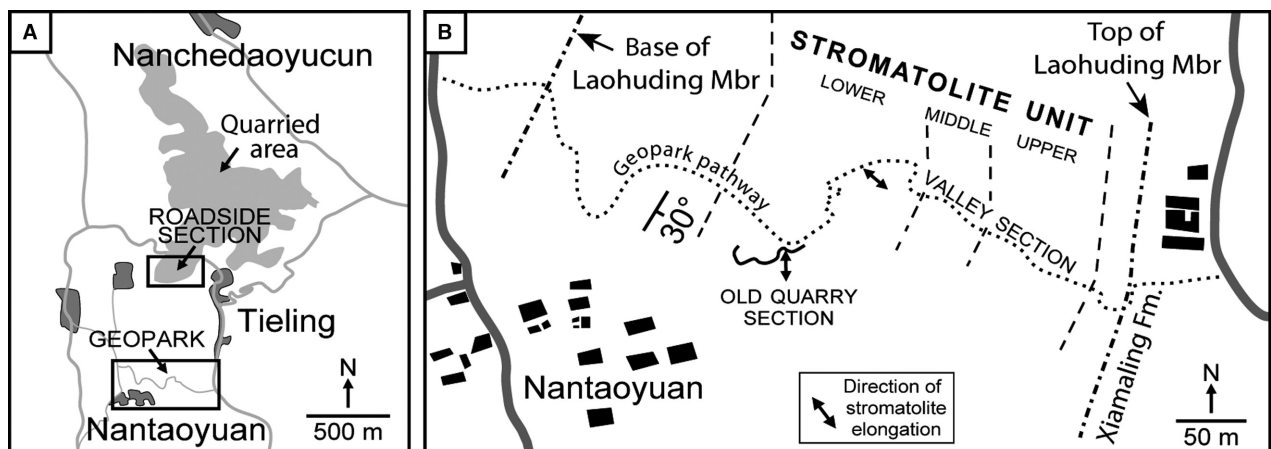 A
Nanchedaoyucun
Quarried
area
ROADSIDE
SECTION
Tieling
GEOPARK
Nantaoyuan
N
500 m
B
Base of
Laohuding Mbr
STROMATOLITE UNIT
LOWER
MIDDLE
UPPER
Top of
Laohuding Mbr
Geopark pathway
30°
VALLEY SECTION
OLD QUARRY
SECTION
Nantaoyuan
Direction of
stromatolite
elongation
Xiamaling Fm.
N
50 m